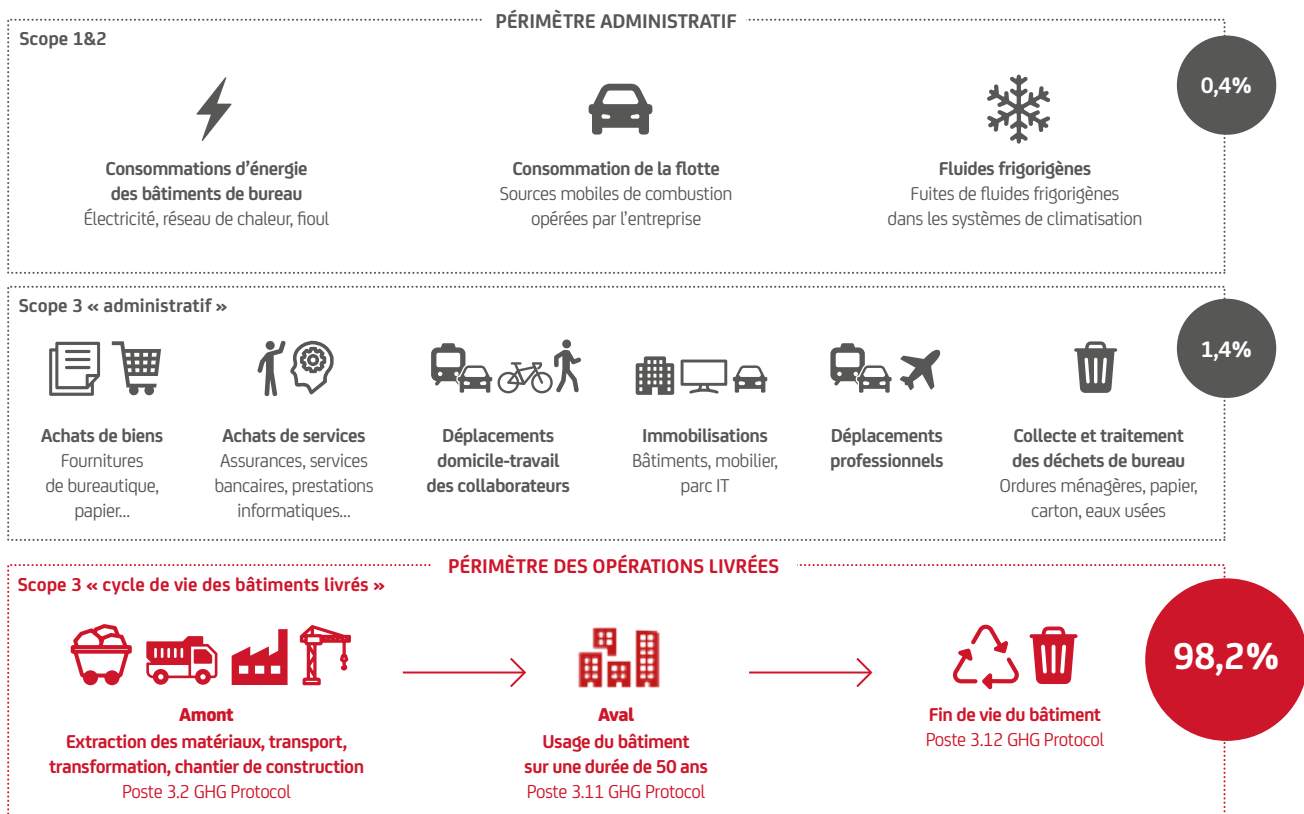 PÉRIMÈTRE ADMINISTRATIF
Scope 1&2
0,4%
Consommations d'énergie
des bâtiments de bureau
Électricité, réseau de chaleur, fioul
Consommation de la flotte
Sources mobiles de combustion
opérées par l'entreprise
Fluides frigorigènes
Fuites de fluides frigorigènes
dans les systèmes de climatisation
Scope 3 « administratif »
1,4%
Achats de biens
Fournitures
de bureautique,
papier...
Achats de services
Assurances, services
bancaires, prestations
informatiques...
Déplacements
domicile-travail
des collaborateurs
Immobilisations
Bâtiments, mobilier,
parc IT
Déplacements
professionnels
Collecte et traitement
des déchets de bureau
Ordures ménagères, papier,
carton, eaux usées
PÉRIMÈTRE DES OPÉRATIONS LIVRÉES
Scope 3 « cycle de vie des bâtiments livrés »
98,2%
Amont
Extraction des matériaux, transport,
transformation, chantier de construction
Poste 3.2 GHG Protocol
Aval
Usage du bâtiment
sur une durée de 50 ans
Poste 3.11 GHG Protocol
Fin de vie du bâtiment
Poste 3.12 GHG Protocol